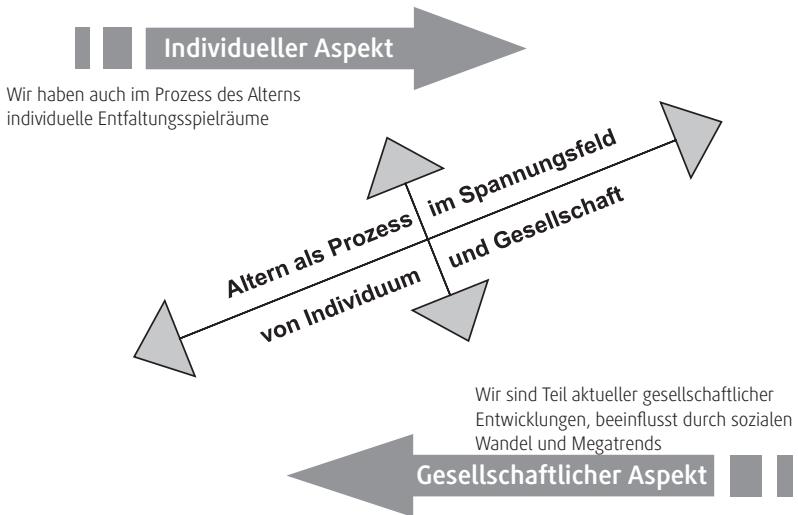 Individueller Aspekt
Wir haben auch im Prozess des Alterns
individuelle Entfaltungsspielräume
Altern als Prozess im Spannungsfeld
von Individuum und Gesellschaft
Wir sind Teil aktueller gesellschaftlicher
Entwicklungen, beeinflusst durch sozialen
Wandel und Megatrends
Gesellschaftlicher Aspekt